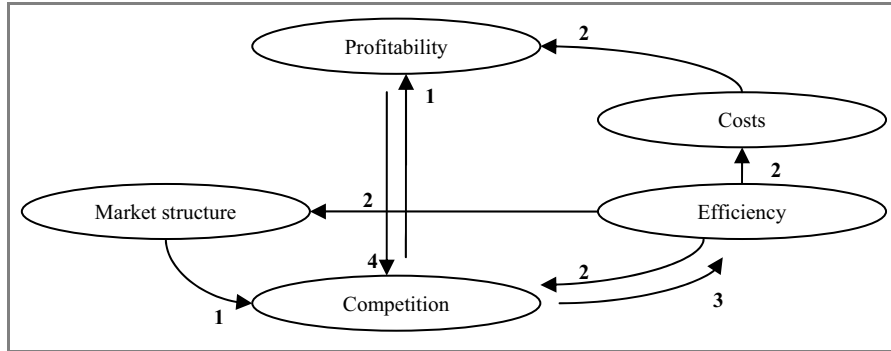 Profitability
2
1
Costs
2
Market structure
2
Efficiency
4
2
Competition
1
3